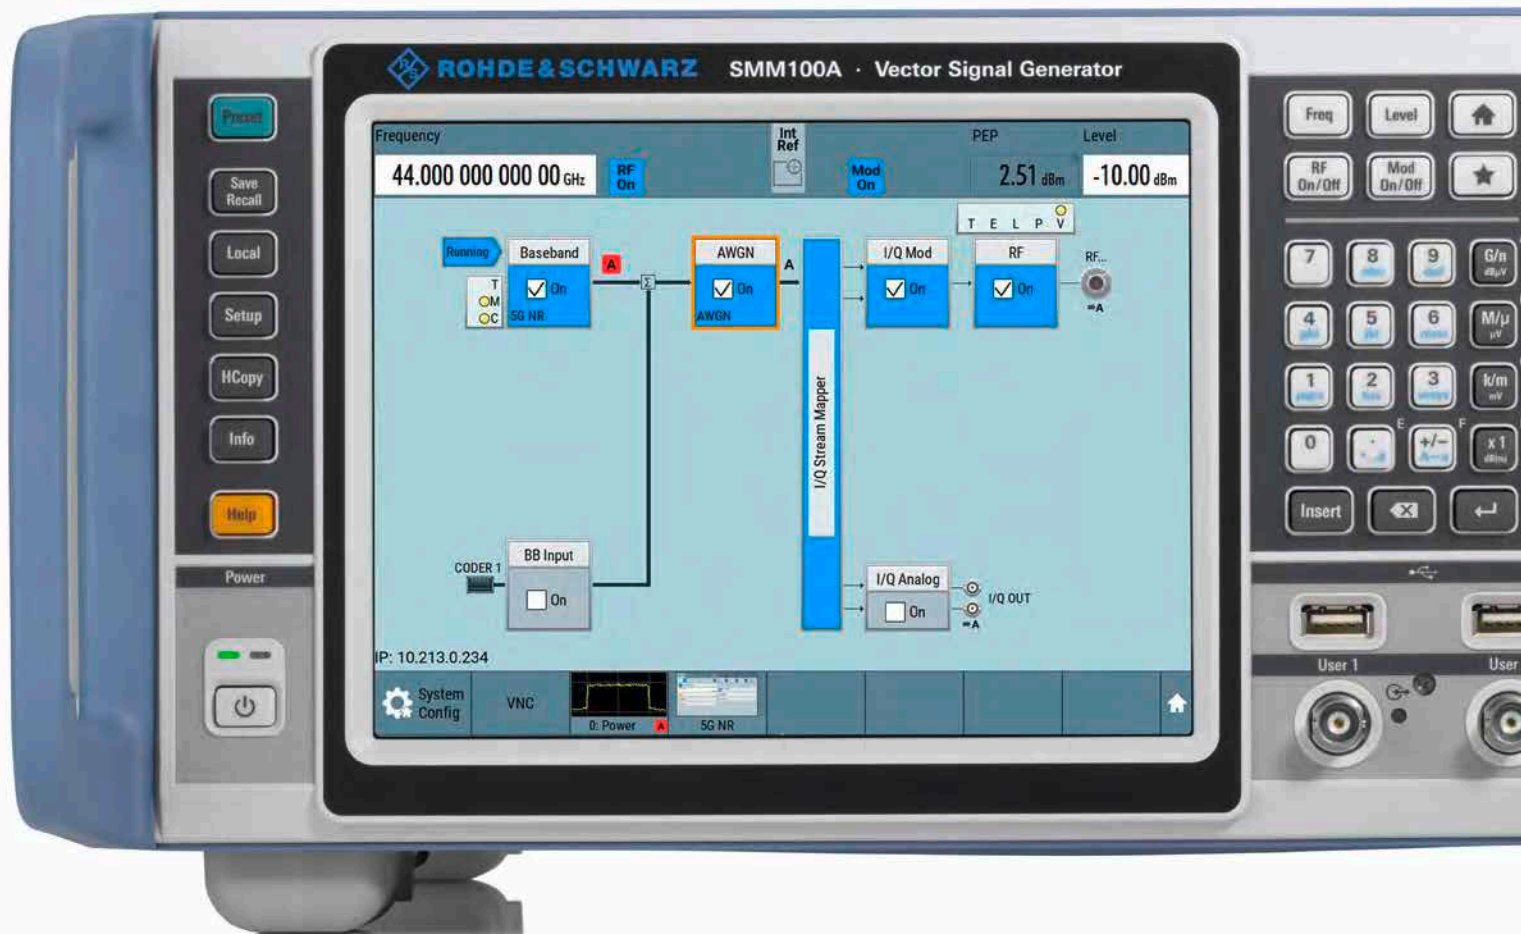 ROHDE & SCHWARZ SMM100A · Vector Signal Generator
Preset
Save
Recall
Local
Setup
HCopy
Info
Help
Power
Frequency
Int
Ref
PEP
Level
44.000 000 000 00 GHz
RF
On
Mod
On
2.51 dBm
-10.00 dBm
T E L P V
Running
Baseband
A
AWGN
A
I/Q Mod
RF
RF...
T
M
C
On
5G NR
Σ
On
AWGN
On
On
∞A
I/Q Stream Mapper
CODER 1
BB Input
On
I/Q Analog
On
I/Q OUT
∞A
IP: 10.213.0.234
System
Config
VNC
0: Power A
5G NR
Freq
Level
RF
On/Off
Mod
On/Off
7
8
9
G/n
dBµV
4
5
6
M/µ
µV
1
2
3
k/m
mV
E
F
0
.
+/-
x 1
Insert
User 1
User